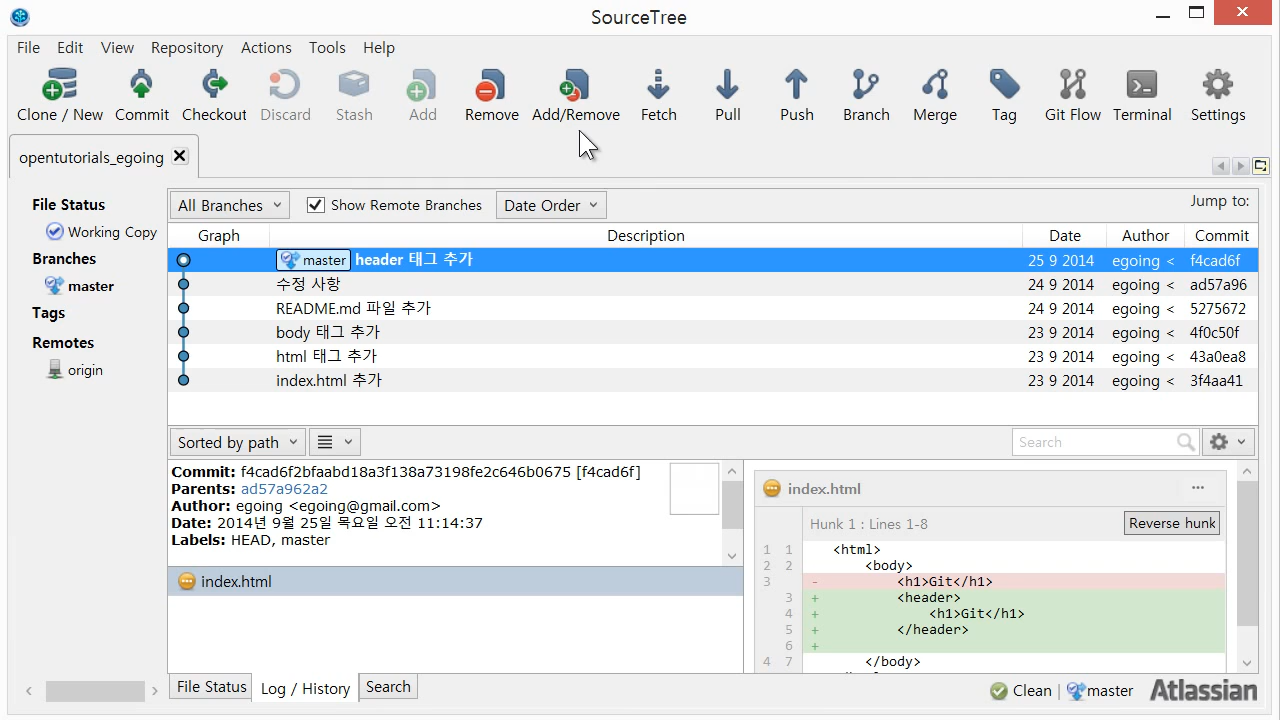 SourceTree
File Edit View Repository Actions Tools Help
Clone / New Commit Checkout Discard Stash Add Remove Add/Remove Fetch Pull Push Branch Merge Tag Git Flow Terminal Settings
opentutorials_egoing
File Status
Working Copy
Branches
master
Tags
Remotes
origin
All Branches Show Remote Branches Date Order Jump to:
Graph Description Date Author Commit
master header 태그 추가 25 9 2014 egoing < f4cad6f
수정 사항 24 9 2014 egoing < ad57a96
README.md 파일 추가 24 9 2014 egoing < 5275672
body 태그 추가 23 9 2014 egoing < 4f0c50f
html 태그 추가 23 9 2014 egoing < 43a0ea8
index.html 추가 23 9 2014 egoing < 3f4aa41
Sorted by path Search
Commit: f4cad6f2bfaabd18a3f138a73198fe2c646b0675 [f4cad6f]
Parents: ad57a962a2
Author: egoing <egoing@gmail.com>
Date: 2014년 9월 25일 목요일 오전 11:14:37
Labels: HEAD, master
index.html
index.html ...
Hunk 1 : Lines 1-8 Reverse hunk
1 1 <html>
2 2 <body>
3 - <h1>Git</h1>
3 + <header>
4 + <h1>Git</h1>
5 + </header>
6 +
4 7 </body>
File Status Log / History Search
Clean master Atlassian